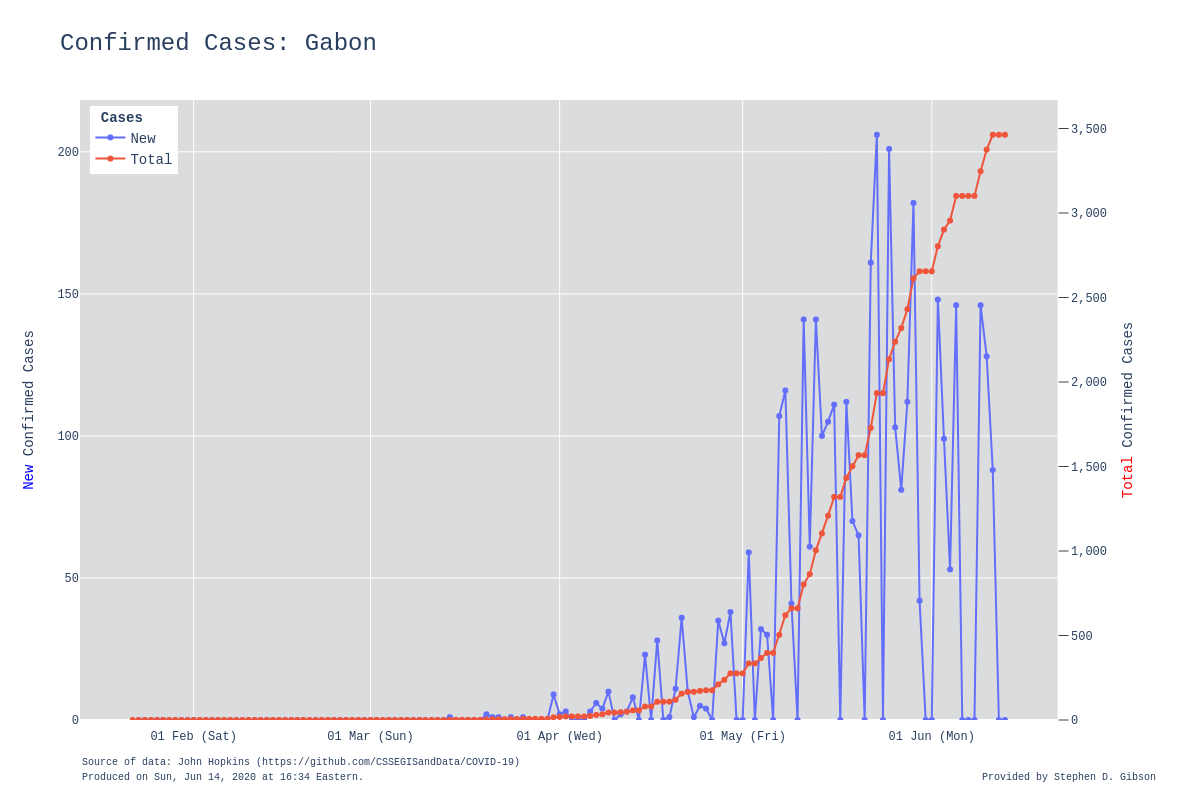 Confirmed Cases: Gabon
Cases
New
Total
200
150
100
50
0
3,500
3,000
2,500
2,000
1,500
1,000
500
0
New Confirmed Cases
Total Confirmed Cases
01 Feb (Sat)
01 Mar (Sun)
01 Apr (Wed)
01 May (Fri)
01 Jun (Mon)
Source of data: John Hopkins (https://github.com/CSSEGISandData/COVID-19)
Produced on Sun, Jun 14, 2020 at 16:34 Eastern.
Provided by Stephen D. Gibson